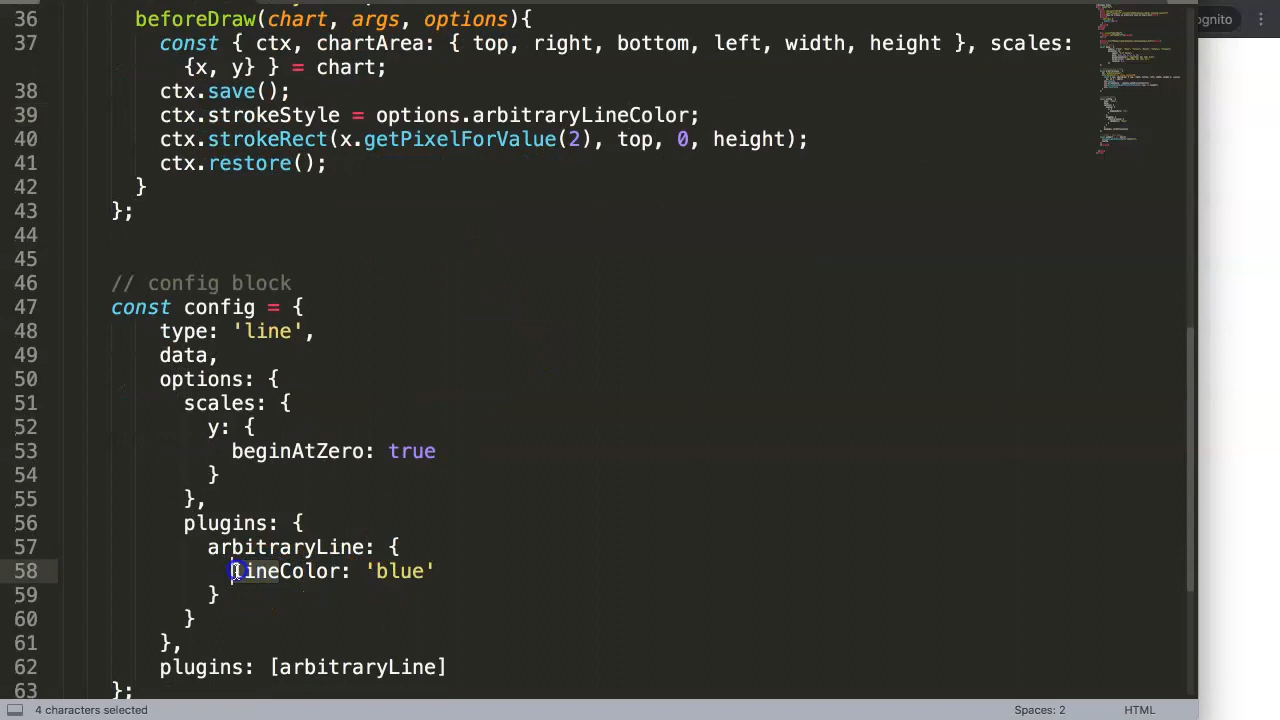 gnito
36 beforeDraw(chart, args, options){
37 const { ctx, chartArea: { top, right, bottom, left, width, height }, scales:
{x, y} } = chart;
38 ctx.save();
39 ctx.strokeStyle = options.arbitraryLineColor;
40 ctx.strokeRect(x.getPixelForValue(2), top, 0, height);
41 ctx.restore();
42 }
43 };
44
45
46 // config block
47 const config = {
48 type: 'line',
49 data,
50 options: {
51 scales: {
52 y: {
53 beginAtZero: true
54 }
55 },
56 plugins: {
57 arbitraryLine: {
58 lineColor: 'blue'
59 }
60 }
61 },
62 plugins: [arbitraryLine]
63 };
4 characters selected
Spaces: 2
HTML